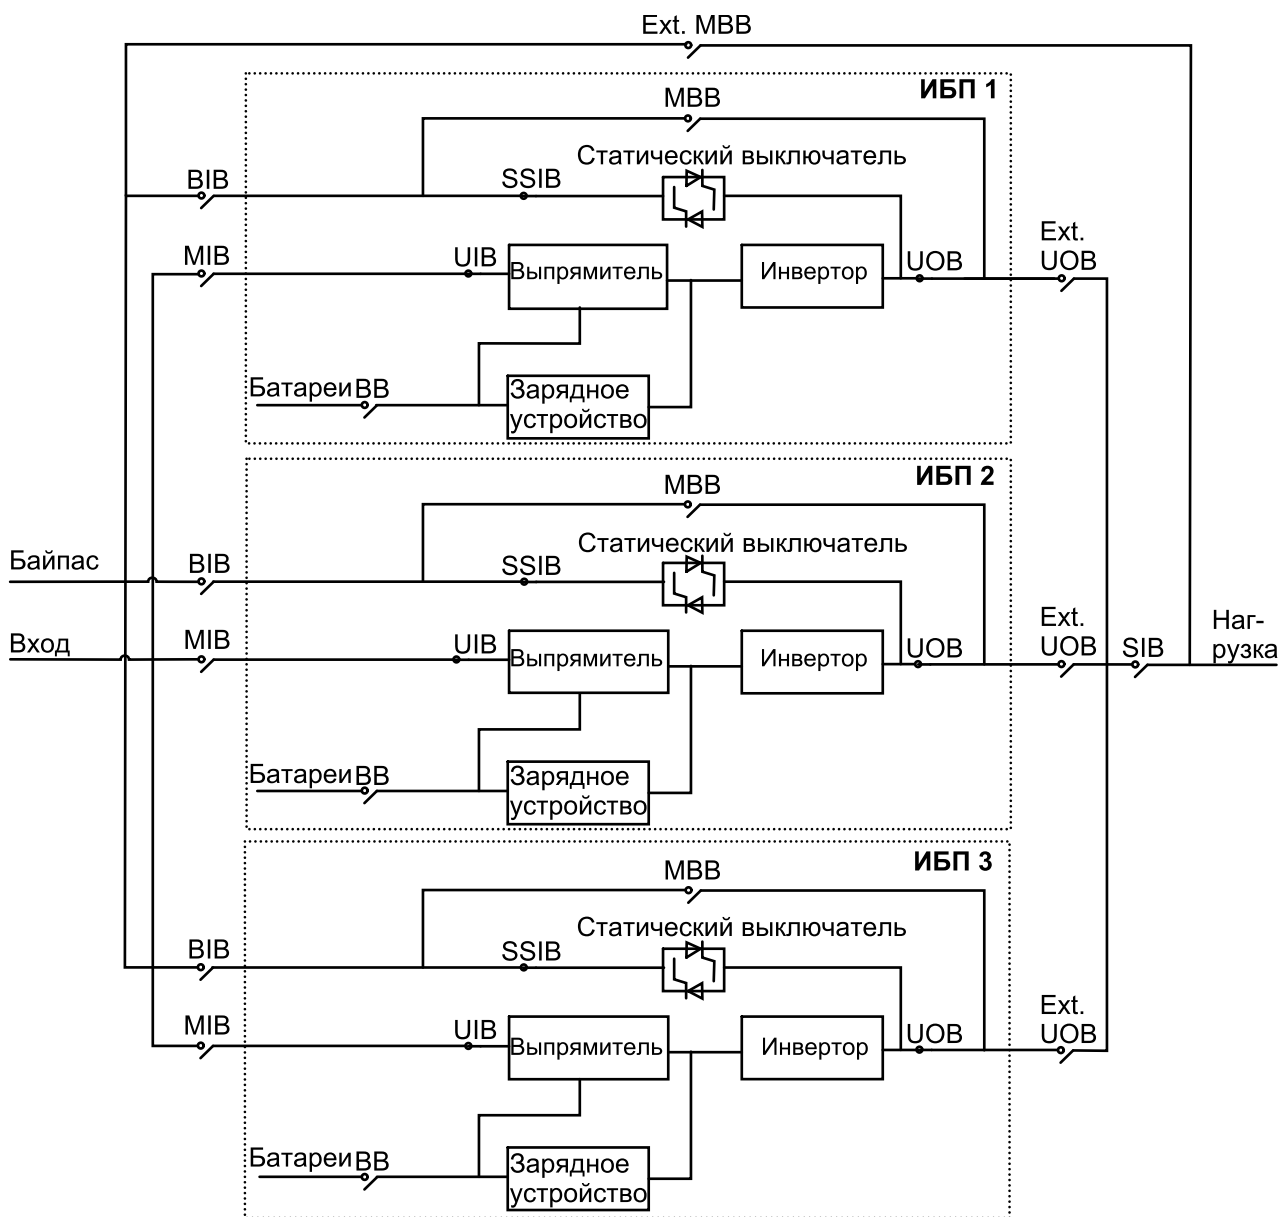 Ext. MBB
ИБП 1
MBB
Статический выключатель
BIB
SSIB
MIB
UIB
Выпрямитель
Инвертор
UOB
Ext.
UOB
Батареи BB
Зарядное
устройство
ИБП 2
MBB
Статический выключатель
Байпас
BIB
SSIB
Вход
MIB
UIB
Выпрямитель
Инвертор
UOB
Ext.
UOB
SIB
Наг-
рузка
Батареи BB
Зарядное
устройство
ИБП 3
MBB
Статический выключатель
BIB
SSIB
MIB
UIB
Выпрямитель
Инвертор
UOB
Ext.
UOB
Батареи BB
Зарядное
устройство